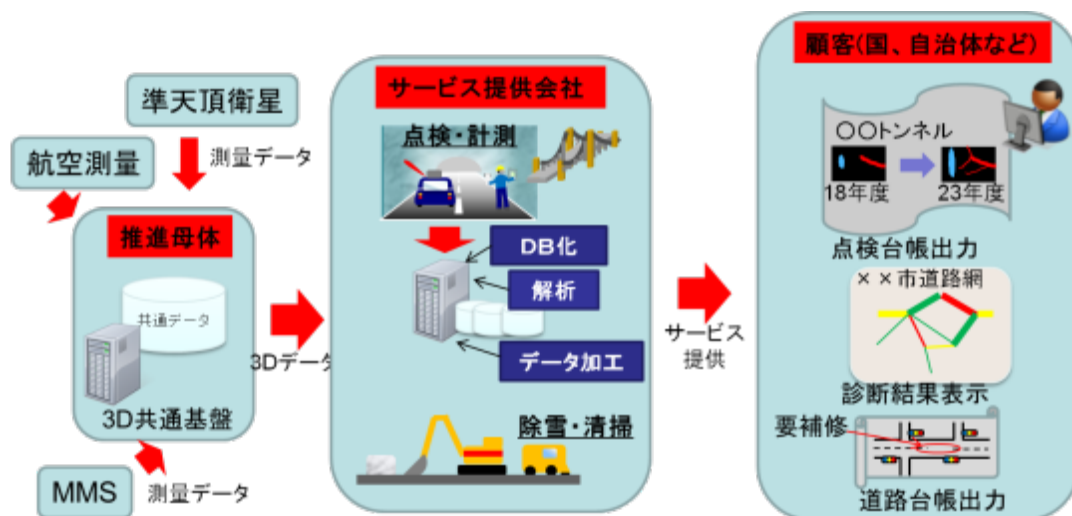 準天頂衛星
測量データ
航空測量
推進母体
共通データ
3D共通基盤
MMS
測量データ
3Dデータ
サービス提供会社
点検・計測
DB化
解析
データ加工
除雪・清掃
サービス
提供
顧客(国、自治体など)
〇〇トンネル
18年度
23年度
点検台帳出力
××市道路網
診断結果表示
要補修
道路台帳出力